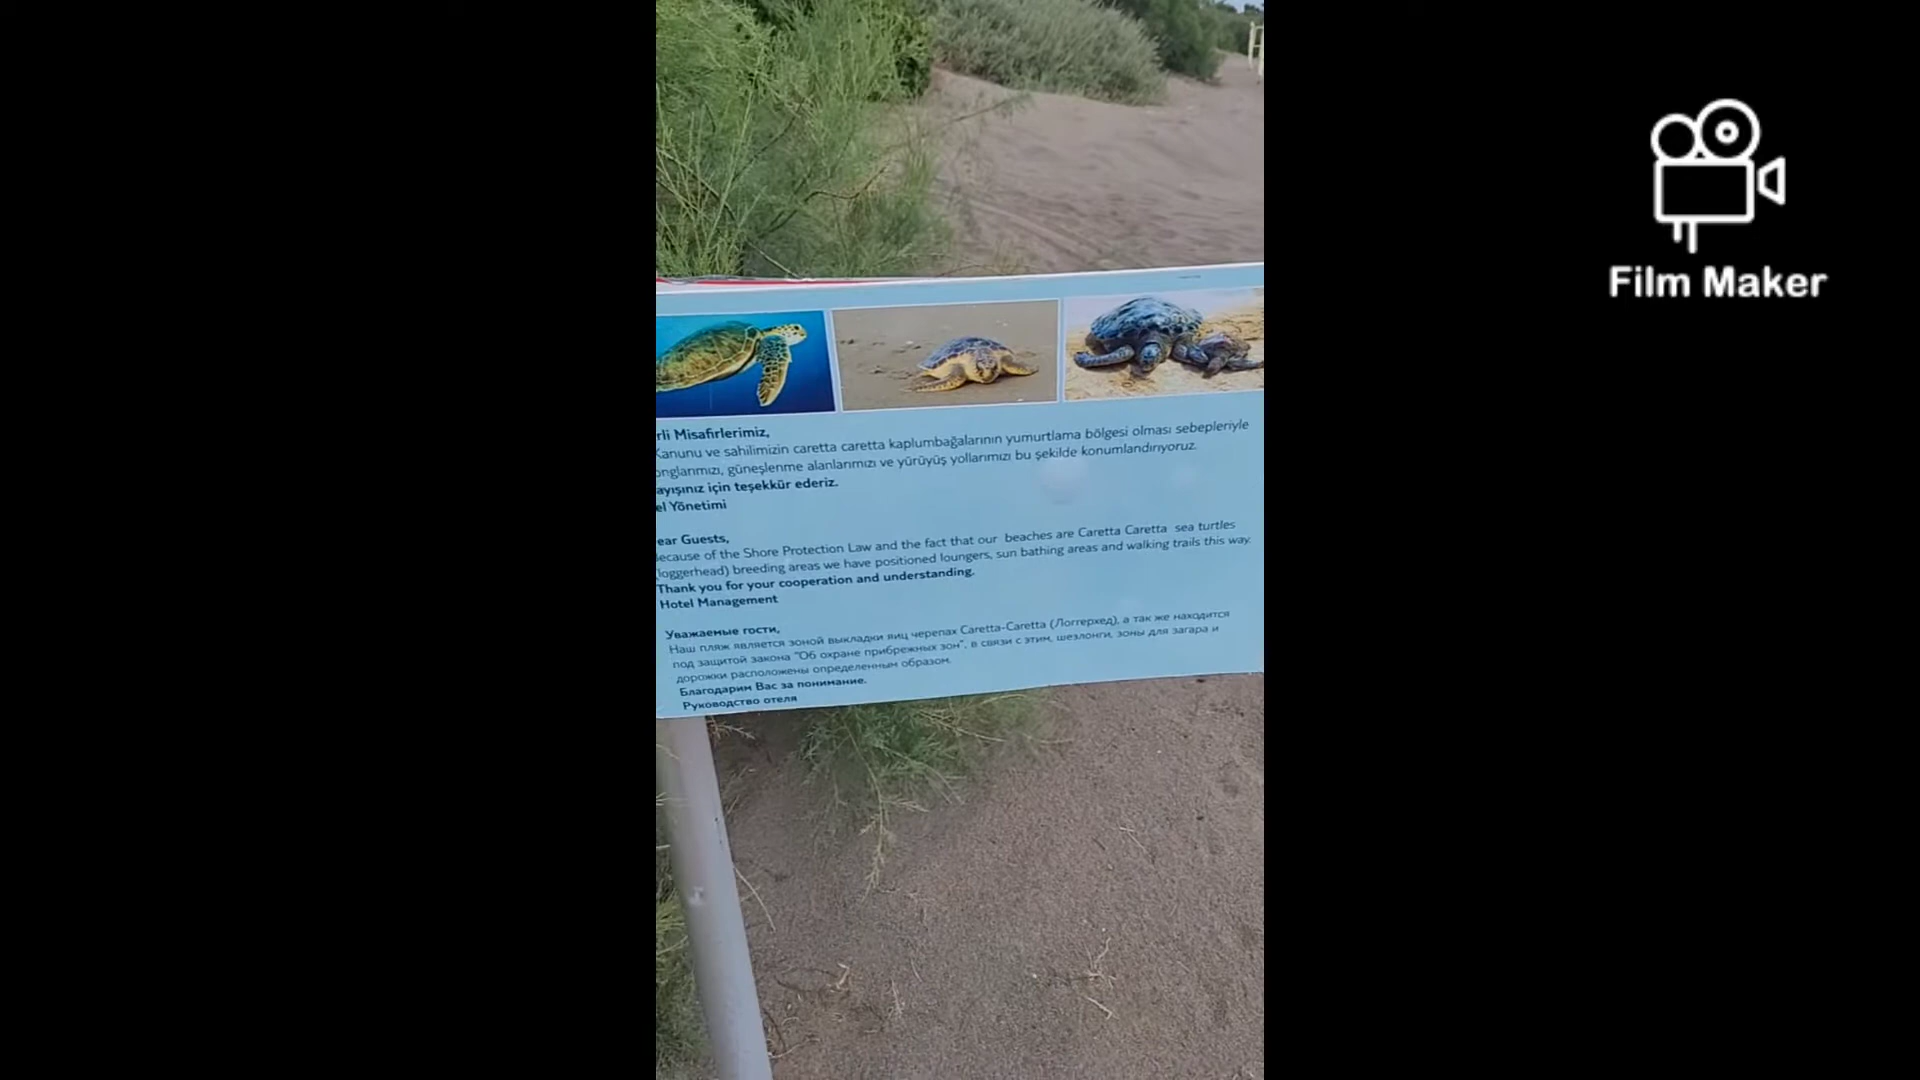 Film Maker
rli Misafirlerimiz,
Kanunu ve sahilimizin caretta caretta kaplumbağalarının yumurtlama bölgesi olması sebepleriyle
onglarımızı, güneşlenme alanlarımızı ve yürüyüş yollarımızı bu şekilde konumlandırıyoruz.
ayışınız için teşekkür ederiz.
el Yönetimi
ear Guests,
ecause of the Shore Protection Law and the fact that our beaches are Caretta Caretta sea turtles
(loggerhead) breeding areas we have positioned loungers, sun bathing areas and walking trails this way.
Thank you for your cooperation and understanding.
Hotel Management
Уважаемые гости,
Наш пляж является зоной выкладки яиц черепах Caretta-Caretta (Логгерхед), а так же находится
под защитой закона "Об охране прибрежных зон", в связи с этим, шезлонги, зоны для загара и
дорожки расположены определенным образом.
Благодарим Вас за понимание.
Руководство отеля